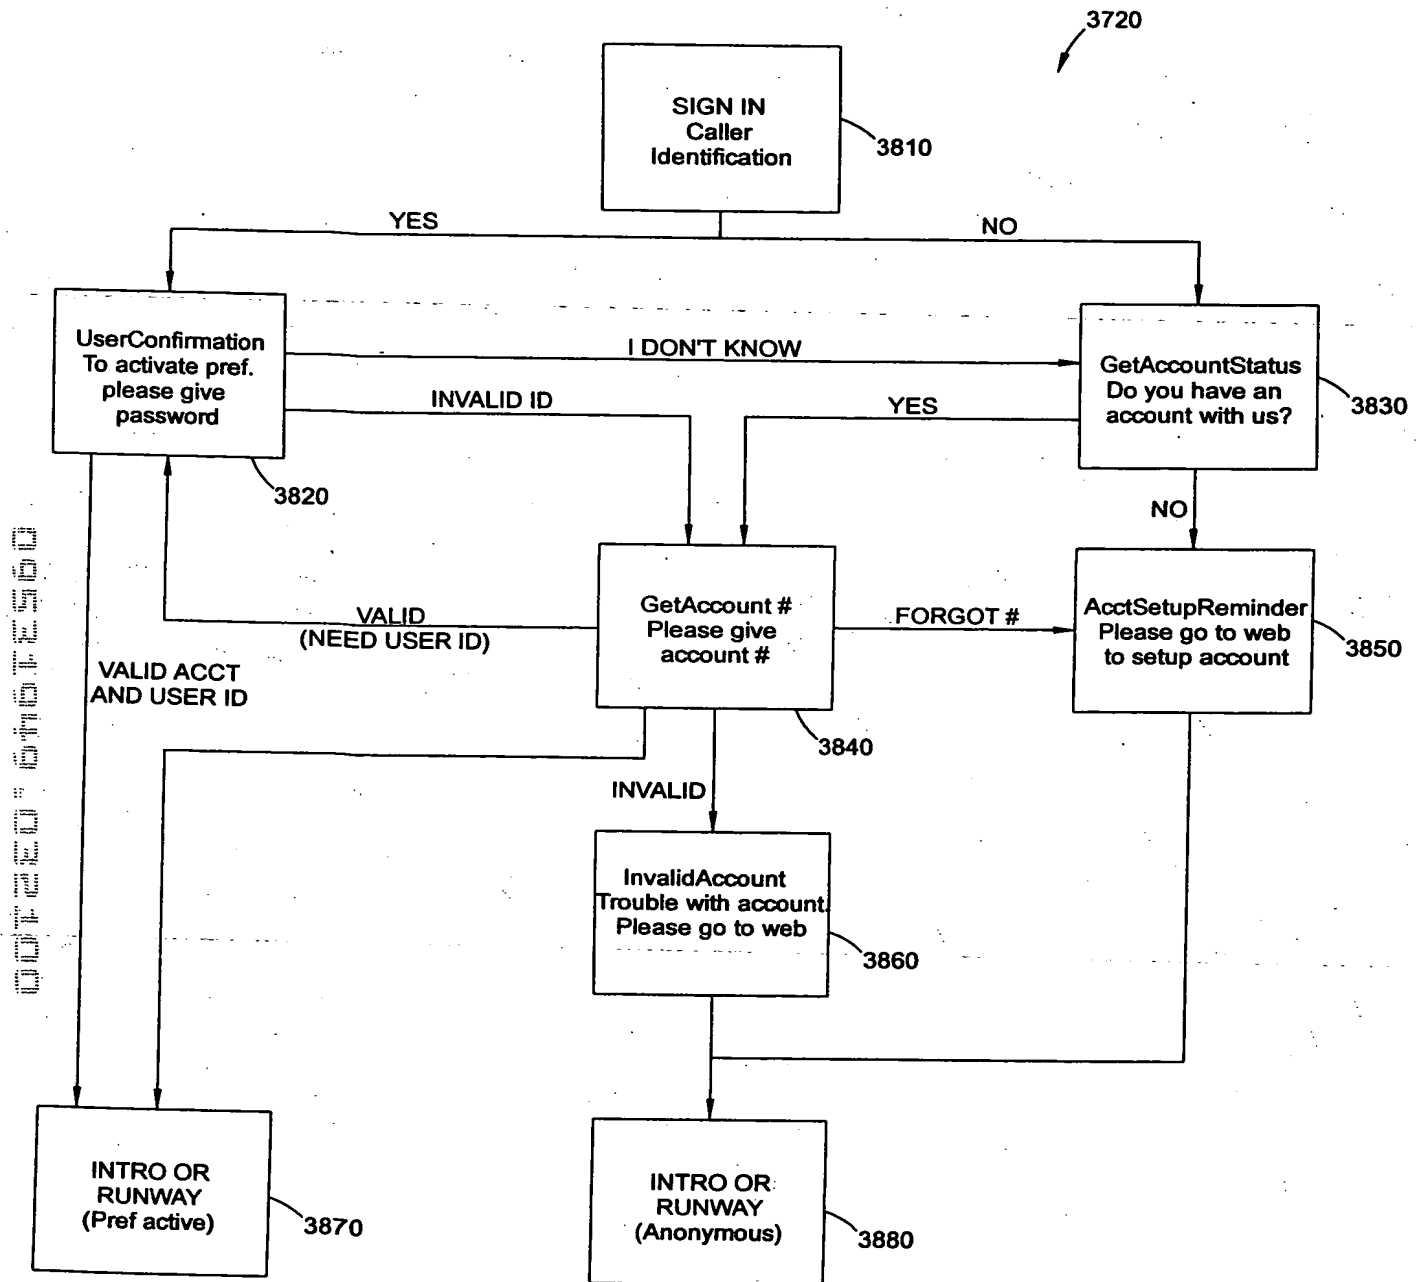 3720
SIGN IN
Caller
Identification
3810
YES
NO
UserConfirmation
To activate pref.
please give
password
3820
I DON'T KNOW
INVALID ID
YES
GetAccountStatus
Do you have an
account with us?
3830
NO
GetAccount #
Please give
account #
3840
VALID
(NEED USER ID)
FORGOT #
AcctSetupReminder
Please go to web
to setup account
3850
VALID ACCT
AND USER ID
INVALID
InvalidAccount
Trouble with account.
Please go to web
3860
INTRO OR
RUNWAY
(Pref active)
3870
INTRO OR
RUNWAY
(Anonymous)
3880
09531949.032100